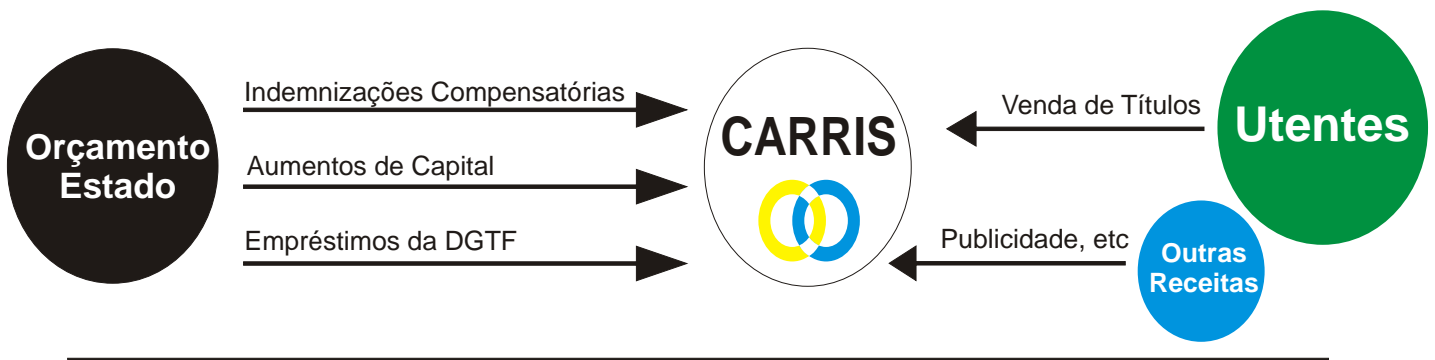 Orçamento
Estado
Indemnizações Compensatórias
Aumentos de Capital
Empréstimos da DGTF
CARRIS
Venda de Títulos
Utentes
Publicidade, etc
Outras
Receitas